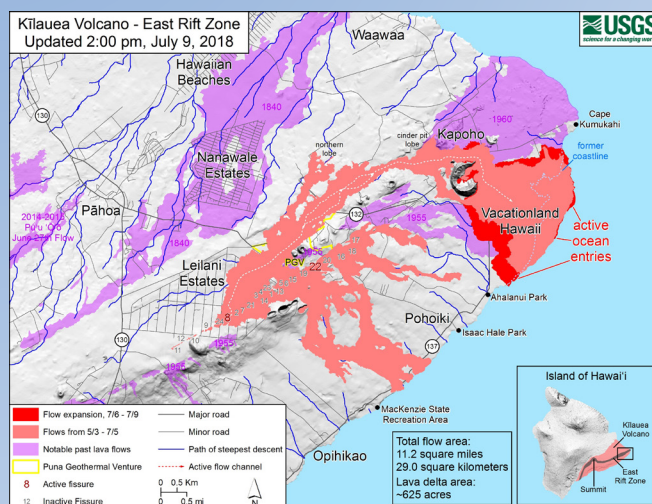 Kīlauea Volcano - East Rift Zone
Updated 2:00 pm, July 9, 2018
USGS
science for a changing world
Waawaa
Hawaiian
Beaches
130
1840
1960
Cape
Kumukahi
Kapoho
cinder pit
lobe
northern
lobe
former
coastline
Nanawale
Estates
2014-2015
Pu‘u ‘Ō‘ō
June 27th Flow
Pāhoa
132
1955
Vacationland
Hawaii
active
ocean
entries
1840
Leilani
Estates
PGV
1955
22
8
Ahalanui Park
Pohoiki
Isaac Hale Park
130
1955
137
MacKenzie State
Recreation Area
Opihikao
Flow expansion, 7/6 - 7/9
Flows from 5/3 - 7/5
Notable past lava flows
Puna Geothermal Venture
8 Active fissure
12 Inactive Fissure
Major road
Minor road
Path of steepest descent
Active flow channel
0 0.5 Km
0 0.5 mi
N
Total flow area:
11.2 square miles
29.0 square kilometers
Lava delta area:
~625 acres
Island of Hawai‘i
Kīlauea
Volcano
East
Rift Zone
Summit